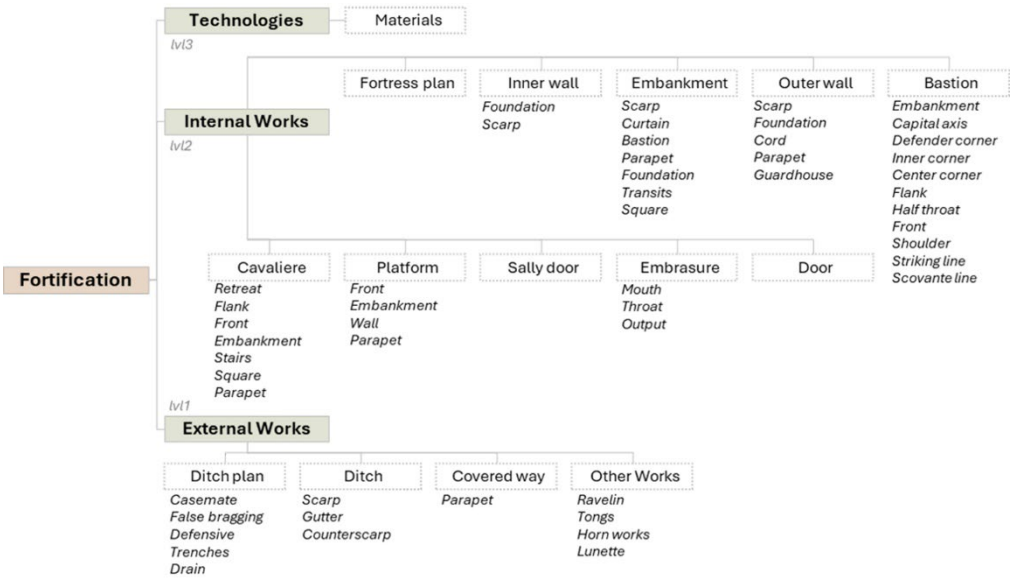 Technologies
Materials
lvl3
Fortress plan
Inner wall
Foundation
Scarp
Embankment
Scarp
Curtain
Bastion
Parapet
Foundation
Transits
Square
Outer wall
Scarp
Foundation
Cord
Parapet
Guardhouse
Bastion
Embankment
Capital axis
Defender corner
Inner corner
Center corner
Flank
Half throat
Front
Shoulder
Striking line
Scovante line
Internal Works
lvl2
Fortification
Cavaliere
Retreat
Flank
Front
Embankment
Stairs
Square
Parapet
Platform
Front
Embankment
Wall
Parapet
Sally door
Embrasure
Mouth
Throat
Output
Door
lvl1
External Works
Ditch plan
Casemate
False bragging
Defensive
Trenches
Drain
Ditch
Scarp
Gutter
Counterscarp
Covered way
Parapet
Other Works
Ravelin
Tongs
Horn works
Lunette